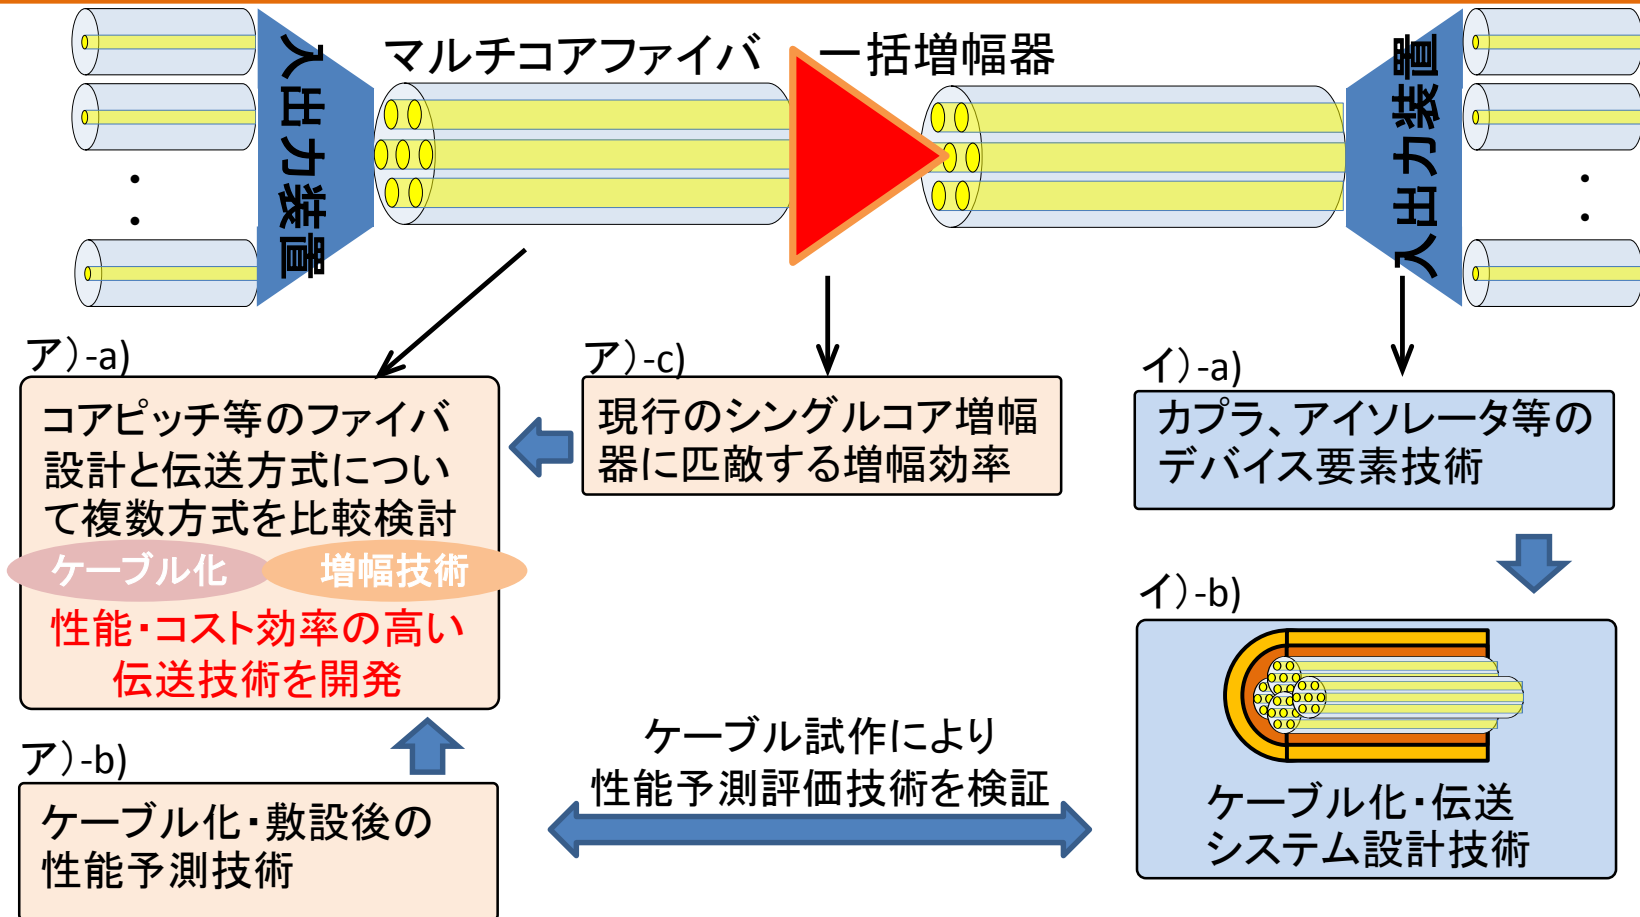 入出力装置
マルチコアファイバ
一括増幅器
入出力装置
ア)-a)
コアピッチ等のファイバ
設計と伝送方式につい
て複数方式を比較検討
ケーブル化
増幅技術
性能・コスト効率の高い
伝送技術を開発
ア)-c)
現行のシングルコア増幅
器に匹敵する増幅効率
イ)-a)
カプラ、アイソレータ等の
デバイス要素技術
ア)-b)
ケーブル化・敷設後の
性能予測技術
ケーブル試作により
性能予測評価技術を検証
イ)-b)
ケーブル化・伝送
システム設計技術